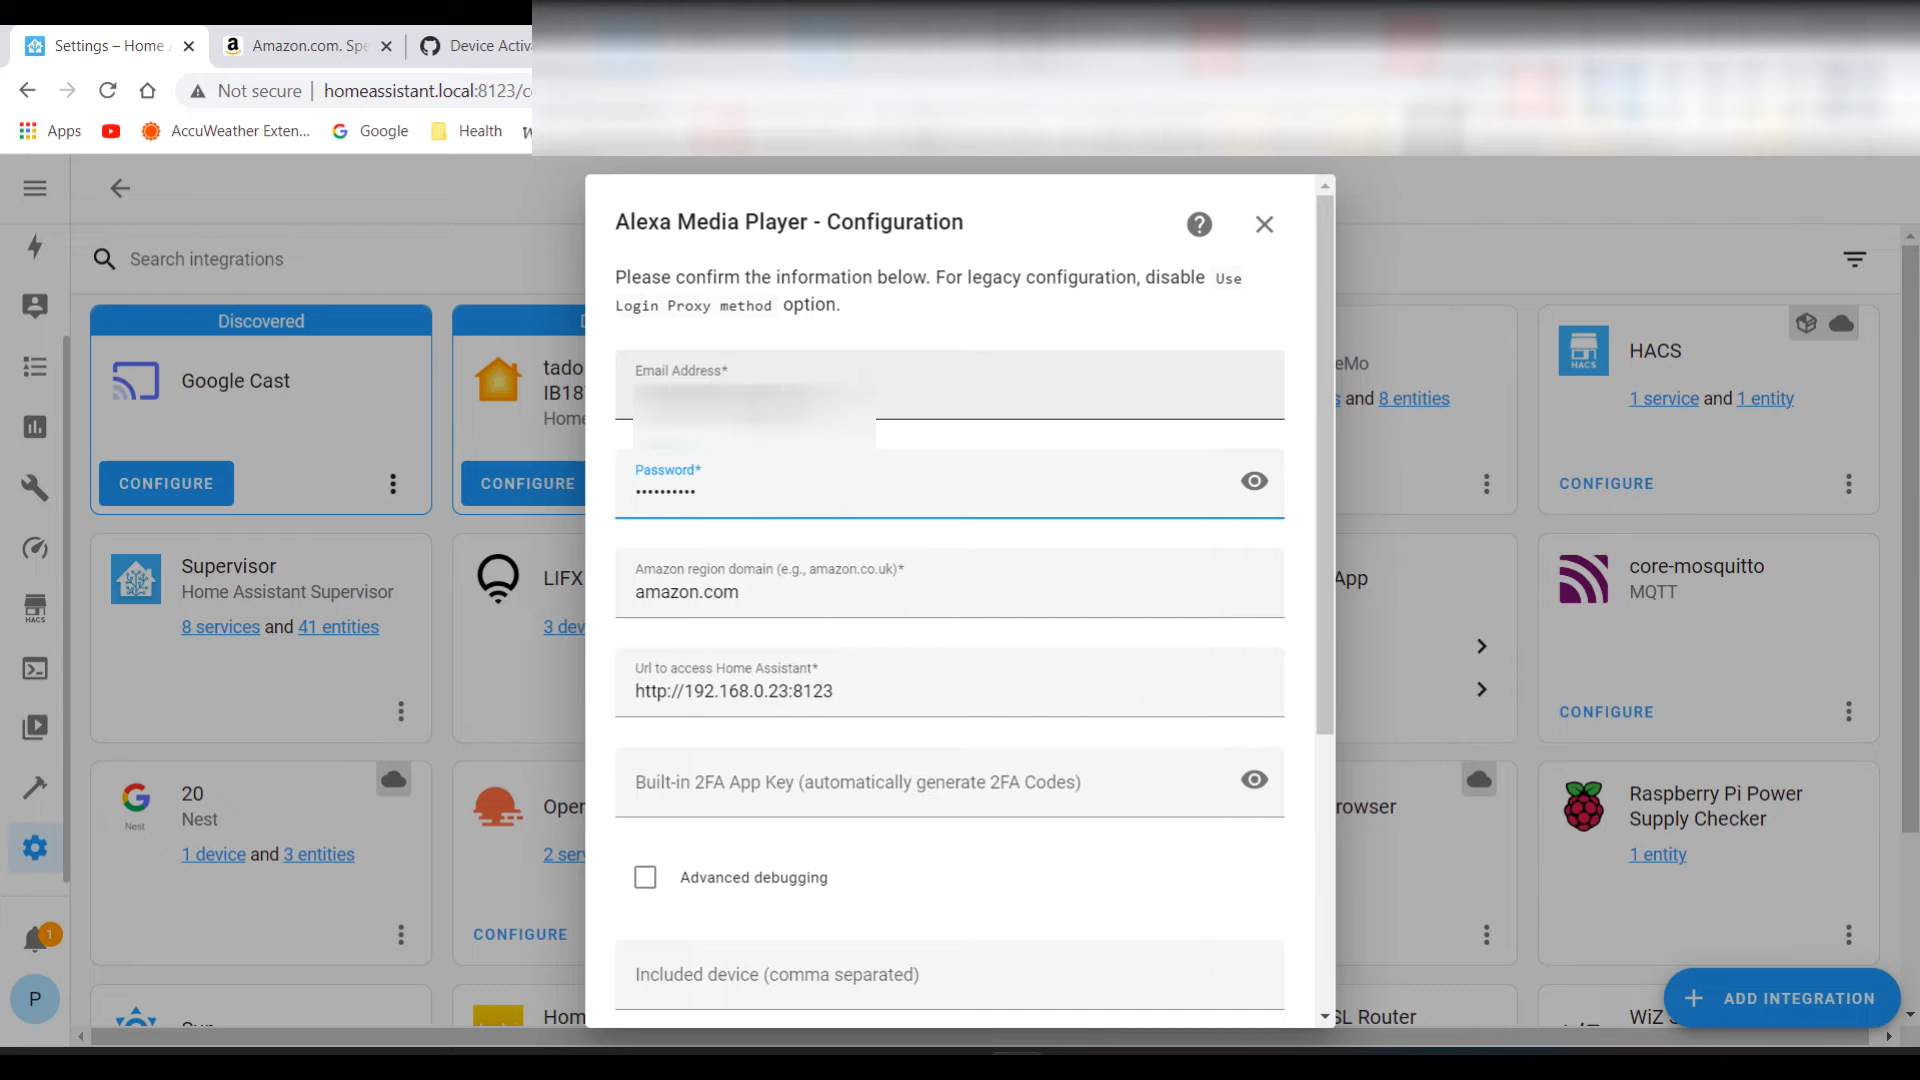 Settings – Home A
Amazon.com. Spe
Device Activ
Not secure
homeassistant.local:8123/c
Apps
AccuWeather Exten...
Google
Health
Search integrations
Alexa Media Player - Configuration
Please confirm the information below. For legacy configuration, disable Use
Login Proxy method option.
Email Address*
Password*
••••••••••
Amazon region domain (e.g., amazon.co.uk)*
amazon.com
Url to access Home Assistant*
http://192.168.0.23:8123
Built-in 2FA App Key (automatically generate 2FA Codes)
Advanced debugging
Included device (comma separated)
Discovered
D
Google Cast
tado
IB18
Home
CONFIGURE
CONFIGURE
eMo
s and 8 entities
HACS
HACS
1 service and 1 entity
CONFIGURE
Supervisor
Home Assistant Supervisor
8 services and 41 entities
LIFX
3 dev
App
core-mosquitto
MQTT
CONFIGURE
HACS
Nest
20
Nest
1 device and 3 entities
Open
2 serv
CONFIGURE
rowser
Raspberry Pi Power
Supply Checker
1 entity
1
P
Hom
SL Router
WiZ
ADD INTEGRATION